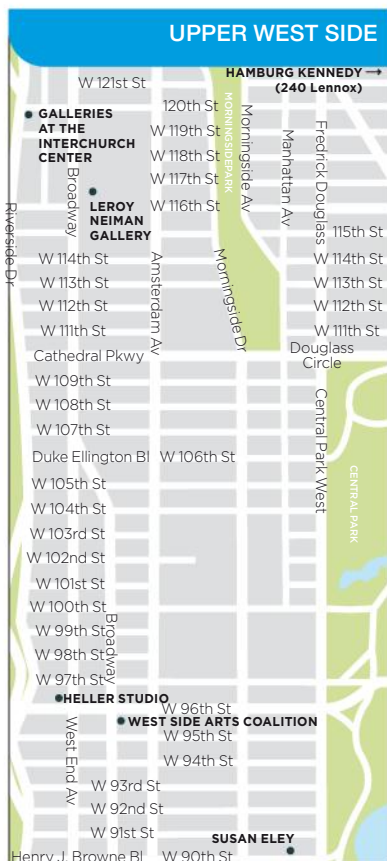 UPPER WEST SIDE
HAMBURG KENNEDY →
(240 Lennox)
W 121st St
120th St
GALLERIES
AT THE
INTERCHURCH
CENTER
W 119th St
W 118th St
W 117th St
W 116th St
MORNINGSIDEPARK
Morningside Av
Manhattan Av
Fredrick Douglass
Broadway
LEROY
NEIMAN
GALLERY
Riverside Dr
115th St
W 114th St
W 114th St
W 113th St
W 113th St
W 112th St
W 112th St
W 111th St
W 111th St
Amsterdam Av
Morningside Dr
Cathedral Pkwy
Douglass
Circle
W 109th St
W 108th St
W 107th St
Central Park West
Duke Ellington Bl
W 106th St
CENTRAL PARK
W 105th St
W 104th St
W 103rd St
W 102nd St
W 101st St
W 100th St
W 99th St
Broadway
W 98th St
W 97th St
HELLER STUDIO
W 96th St
WEST SIDE ARTS COALITION
West End Av
W 95th St
W 94th St
W 93rd St
W 92nd St
W 91st St
SUSAN ELEY
Henry J. Browne Bl
W 90th St